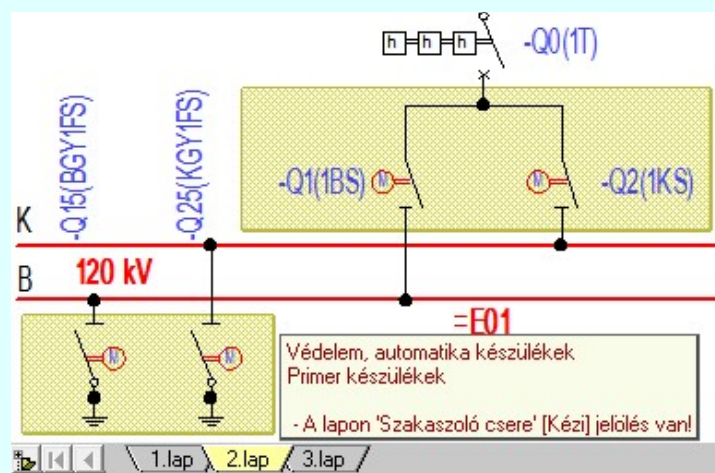 h h h -Q0(1T)
-Q15(BGY1FS)
-Q25(KGY1FS)
-Q1(1BS) M M -Q2(1KS)
K
B 120 kV
=E01
M M
Védelem, automatika készülékek
Primer készülékek
- A lapon 'Szakaszoló csere' [Kézi] jelölés van!
1.lap 2.lap 3.lap